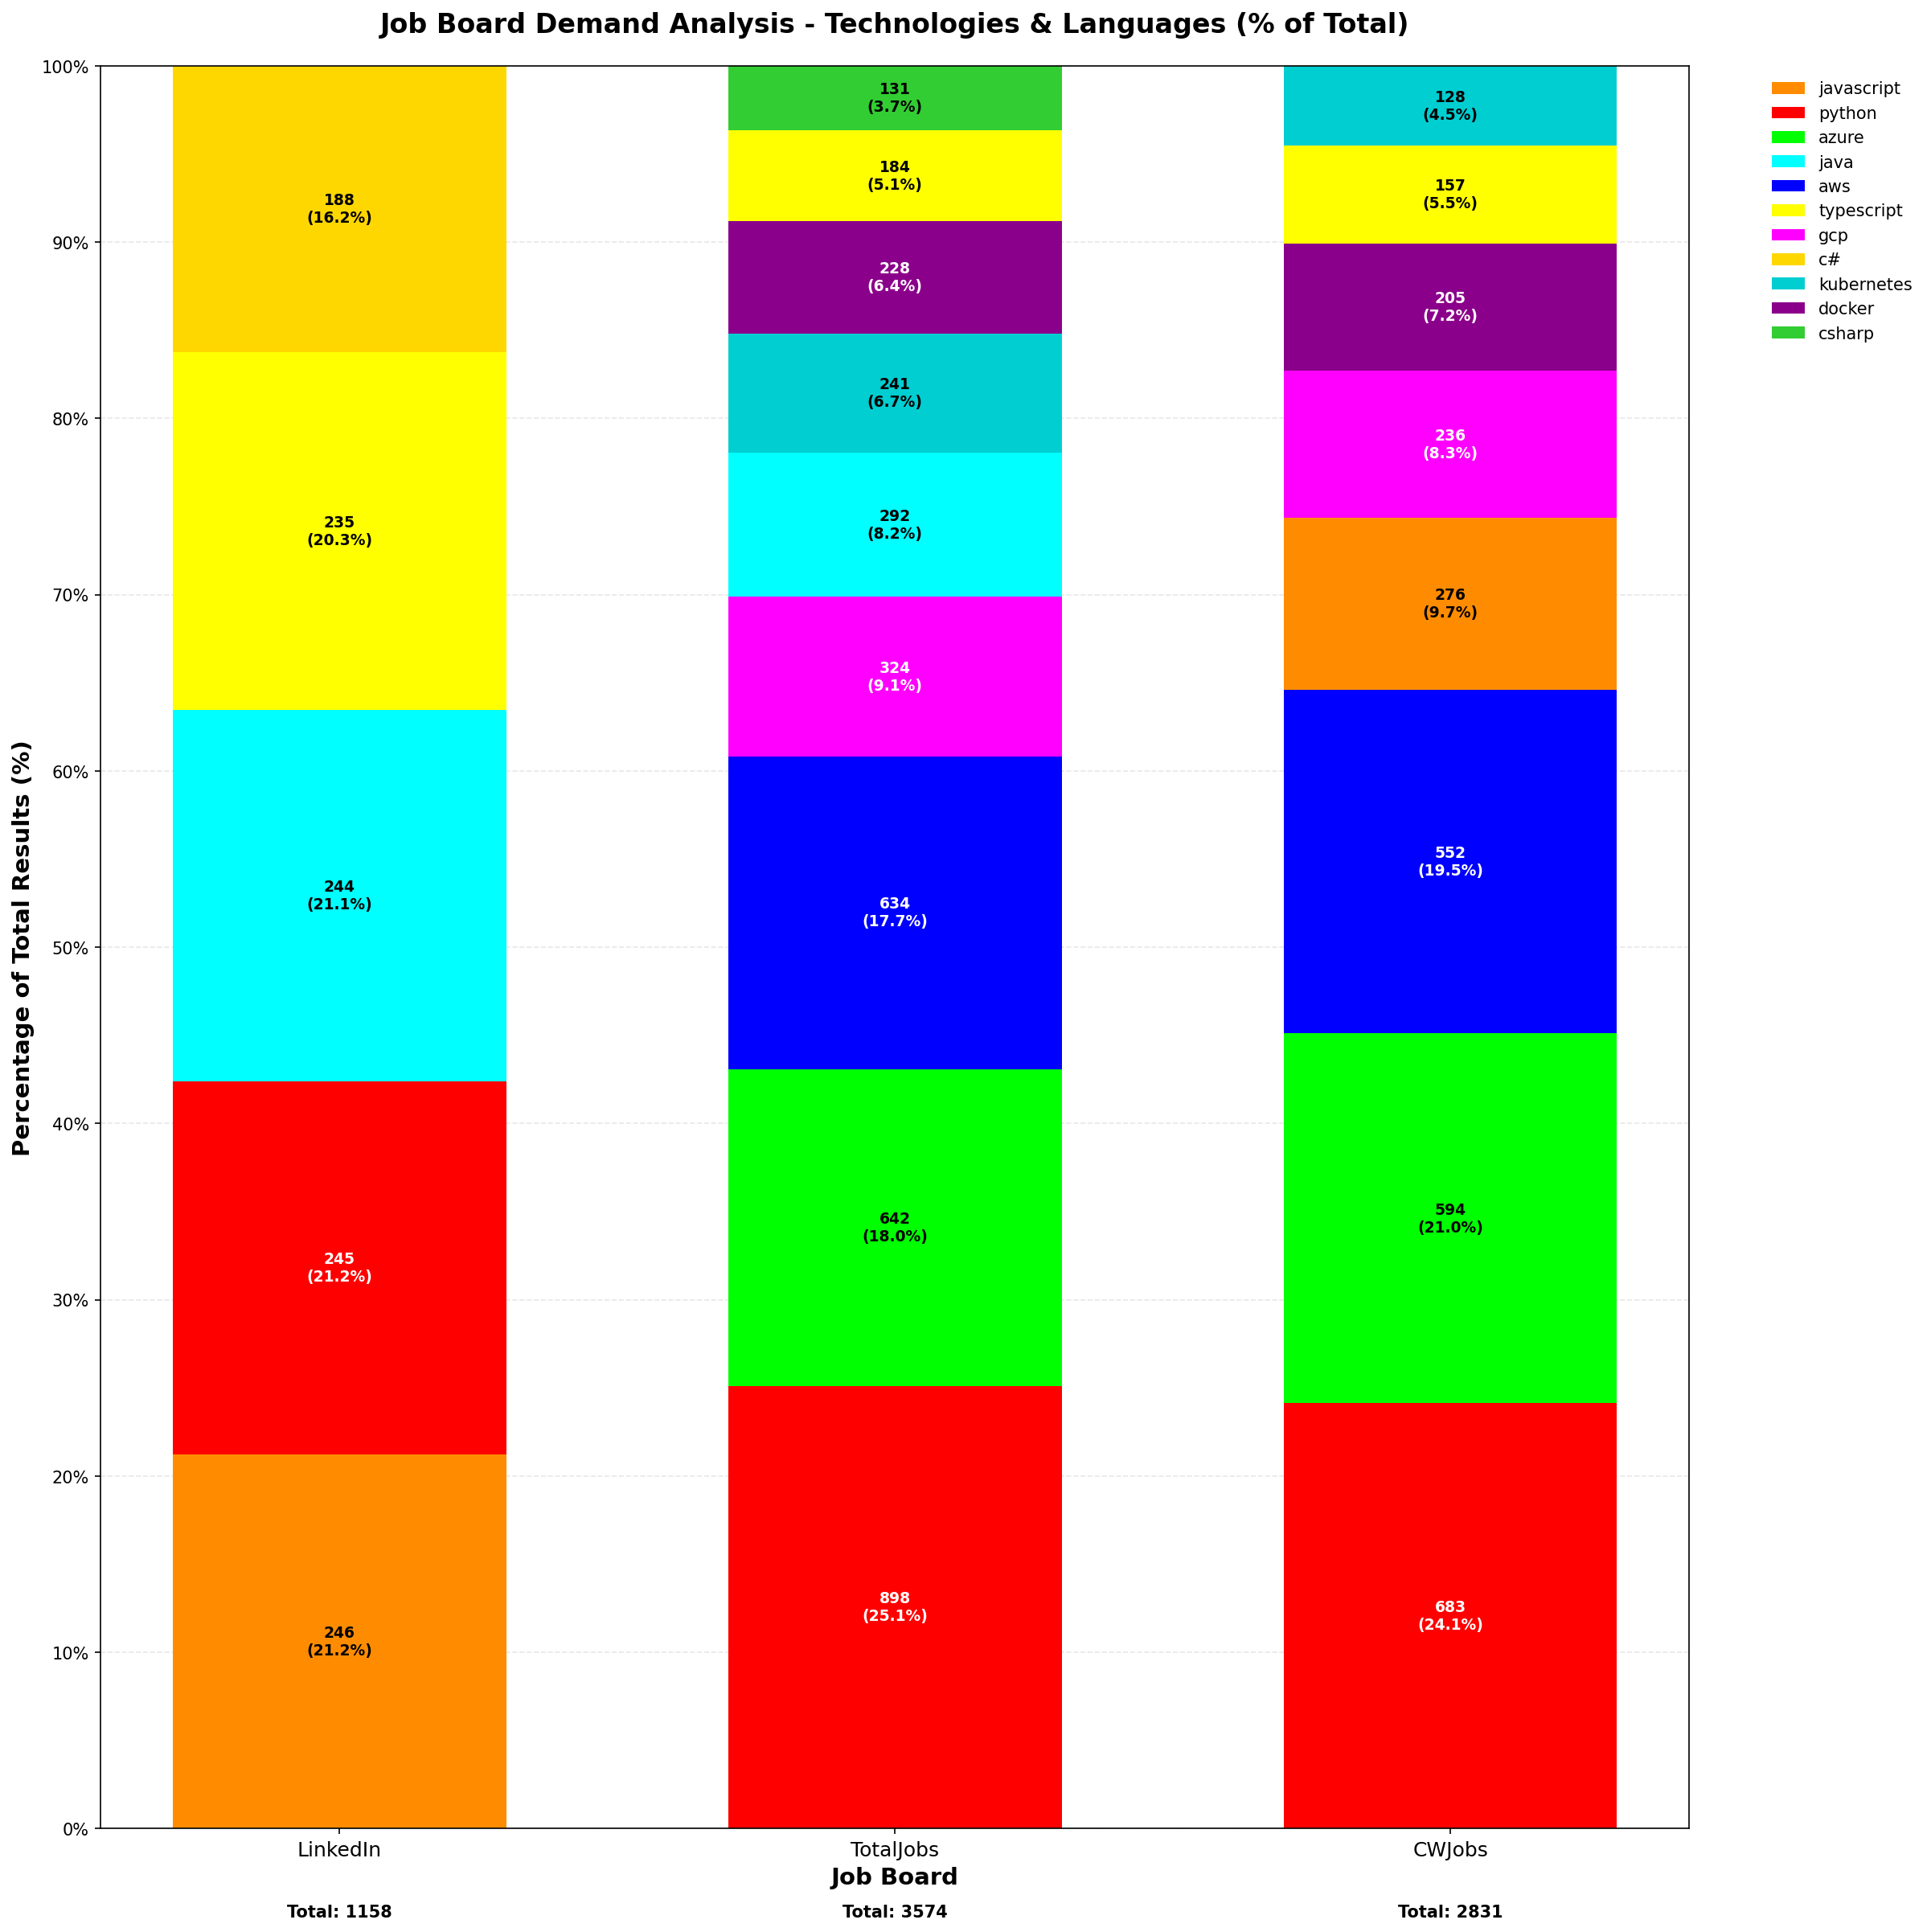 Job Board Demand Analysis - Technologies & Languages (% of Total)
Percentage of Total Results (%)
100%
90%
80%
70%
60%
50%
40%
30%
20%
10%
0%
188
(16.2%)
235
(20.3%)
244
(21.1%)
245
(21.2%)
246
(21.2%)
131
(3.7%)
184
(5.1%)
228
(6.4%)
241
(6.7%)
292
(8.2%)
324
(9.1%)
634
(17.7%)
642
(18.0%)
898
(25.1%)
128
(4.5%)
157
(5.5%)
205
(7.2%)
236
(8.3%)
276
(9.7%)
552
(19.5%)
594
(21.0%)
683
(24.1%)
javascript
python
azure
java
aws
typescript
gcp
c#
kubernetes
docker
csharp
LinkedIn
TotalJobs
CWJobs
Job Board
Total: 1158
Total: 3574
Total: 2831